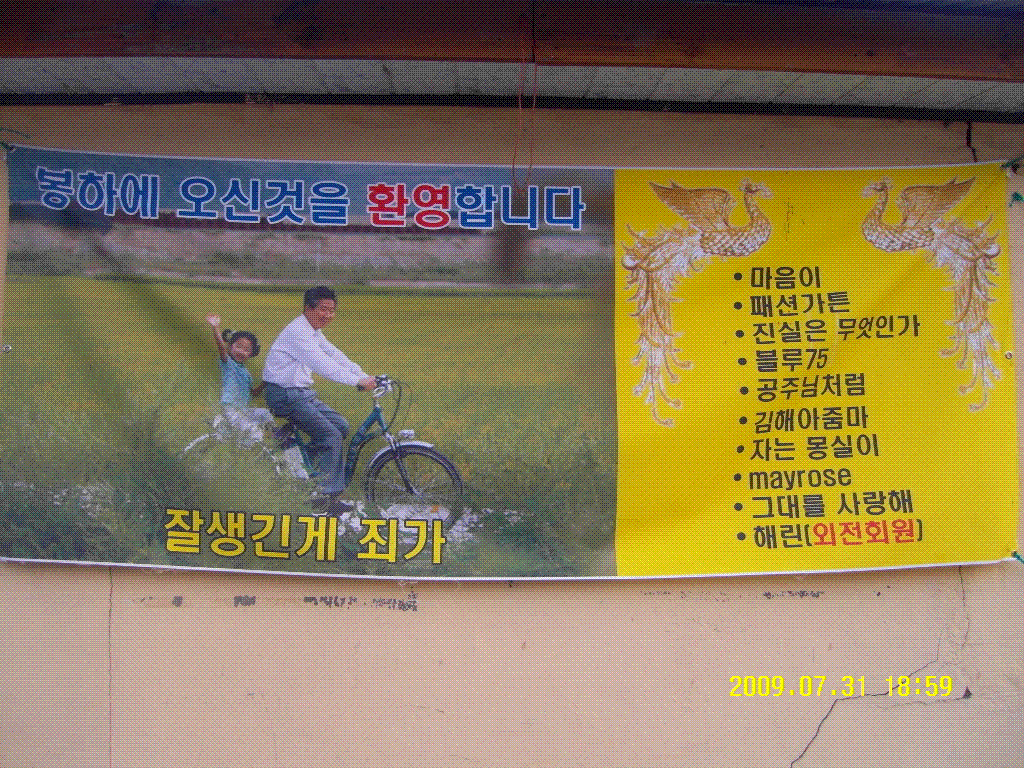 봉하에 오신것을 환영합니다
잘생긴게 죄가
• 마음이
• 패션가튼
• 진실은 무엇인가
• 블루75
• 공주님처럼
• 김해아줌마
• 자는 몽실이
• mayrose
• 그대를 사랑해
• 해린(외전회원)
2009.07.31 18:59